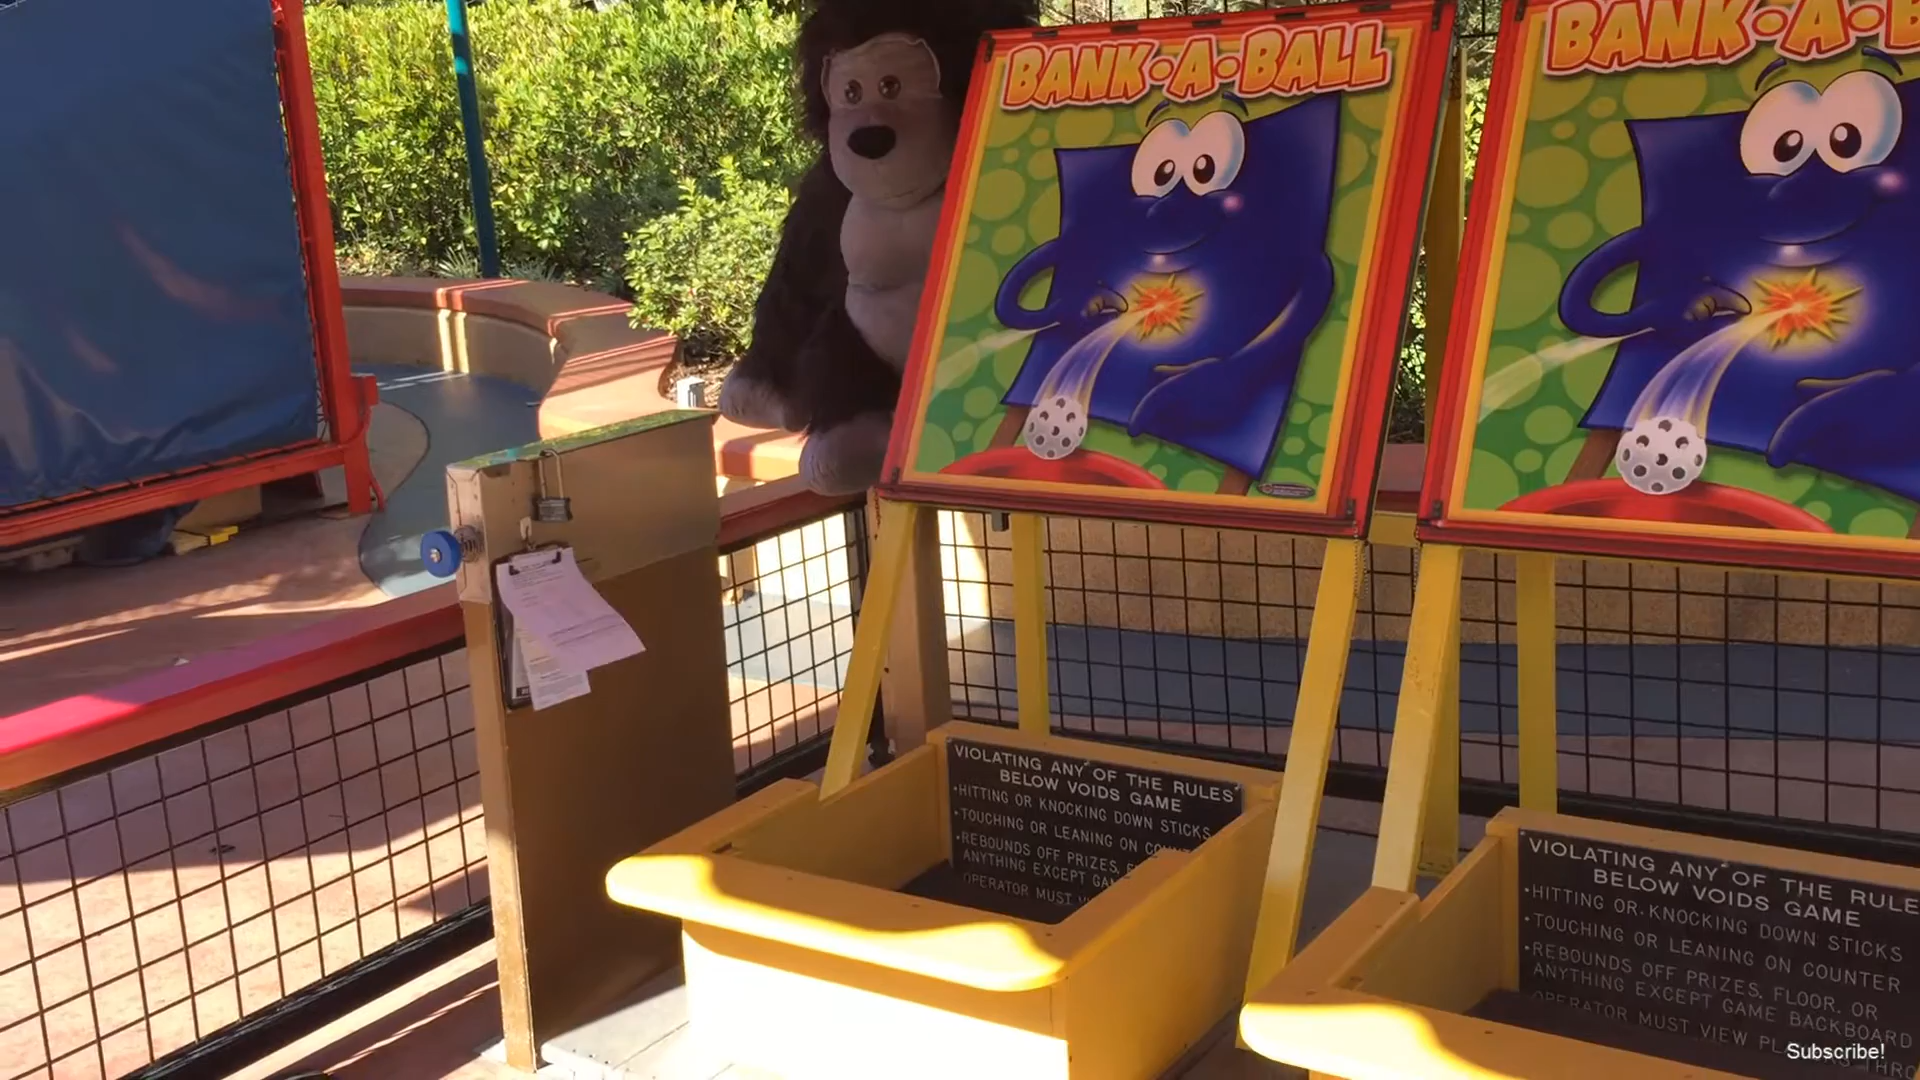 BANK•A•BALL
BANK•A•B
VIOLATING ANY OF THE RULES
BELOW VOIDS GAME
•HITTING OR KNOCKING DOWN STICKS
•TOUCHING OR LEANING ON
•REBOUNDS OFF PRIZES,
ANYTHING EXCEPT
OPERATOR MUST
VIOLATING ANY OF THE RULE
BELOW VOIDS GAME
•HITTING OR KNOCKING DOWN STICKS
•TOUCHING OR LEANING ON COUNTER
•REBOUNDS OFF PRIZES, FLOOR, OR
ANYTHING EXCEPT GAME BACKBOARD
OPERATOR MUST VIEW
Subscribe!